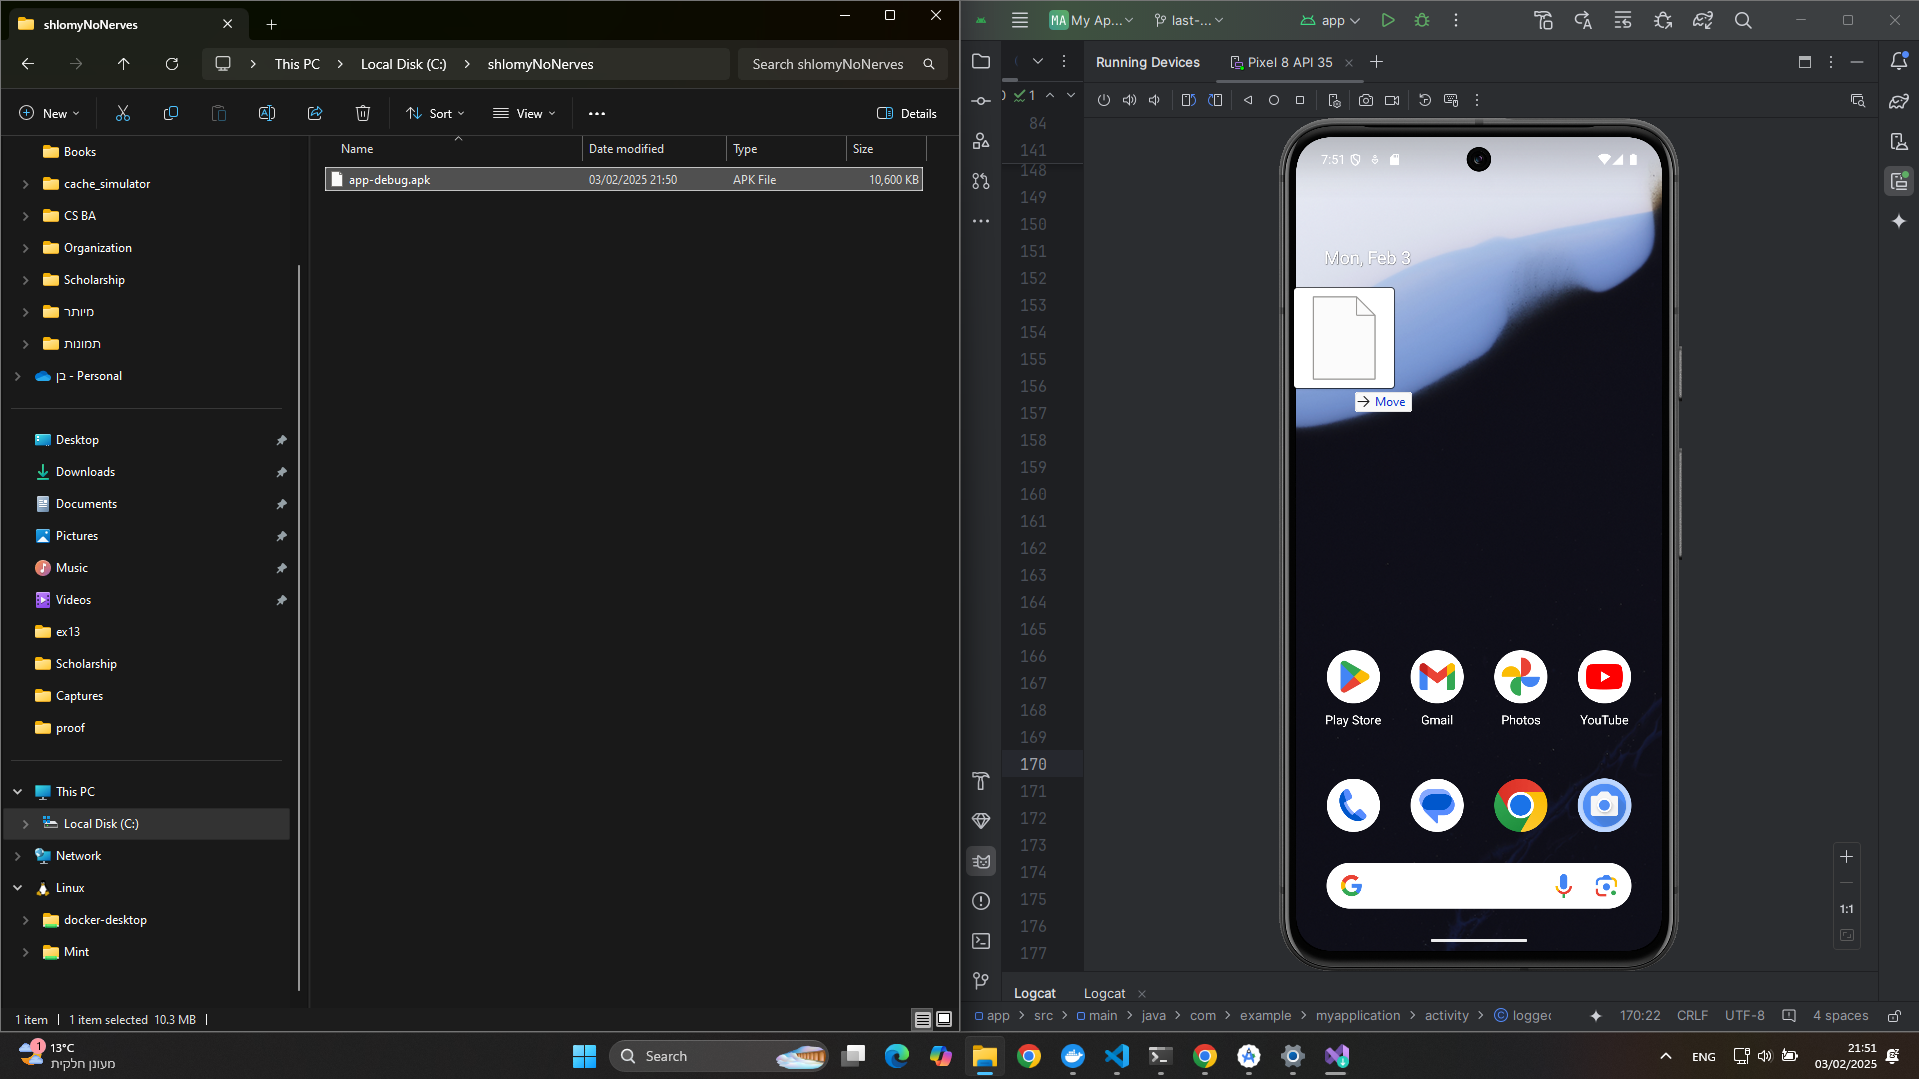 shlomyNoNerves
This PC
Local Disk (C:)
shlomyNoNerves
Search shlomyNoNerves
New
Sort
View
Details
Name
Date modified
Type
Size
app-debug.apk
03/02/2025 21:50
APK File
10,600 KB
Books
cache_simulator
CS BA
Organization
Scholarship
מיותר
תמונות
בן - Personal
Desktop
Downloads
Documents
Pictures
Music
Videos
ex13
Scholarship
Captures
proof
This PC
Local Disk (C:)
Network
Linux
docker-desktop
Mint
1 item
1 item selected 10.3 MB
MA My Ap...
last-...
app
Running Devices
Pixel 8 API 35
1
84
141
148
149
150
151
152
153
154
155
156
157
158
159
160
161
162
163
164
165
166
167
168
169
170
171
172
173
174
175
176
177
7:51
Mon, Feb 3
Move
Play Store
Gmail
Photos
YouTube
1:1
Logcat
Logcat
app
src
main
java
com
example
myapplication
activity
logged
170:22
CRLF
UTF-8
4 spaces
1
13°C
מעונן חלקית
Search
ENG
21:51
03/02/2025